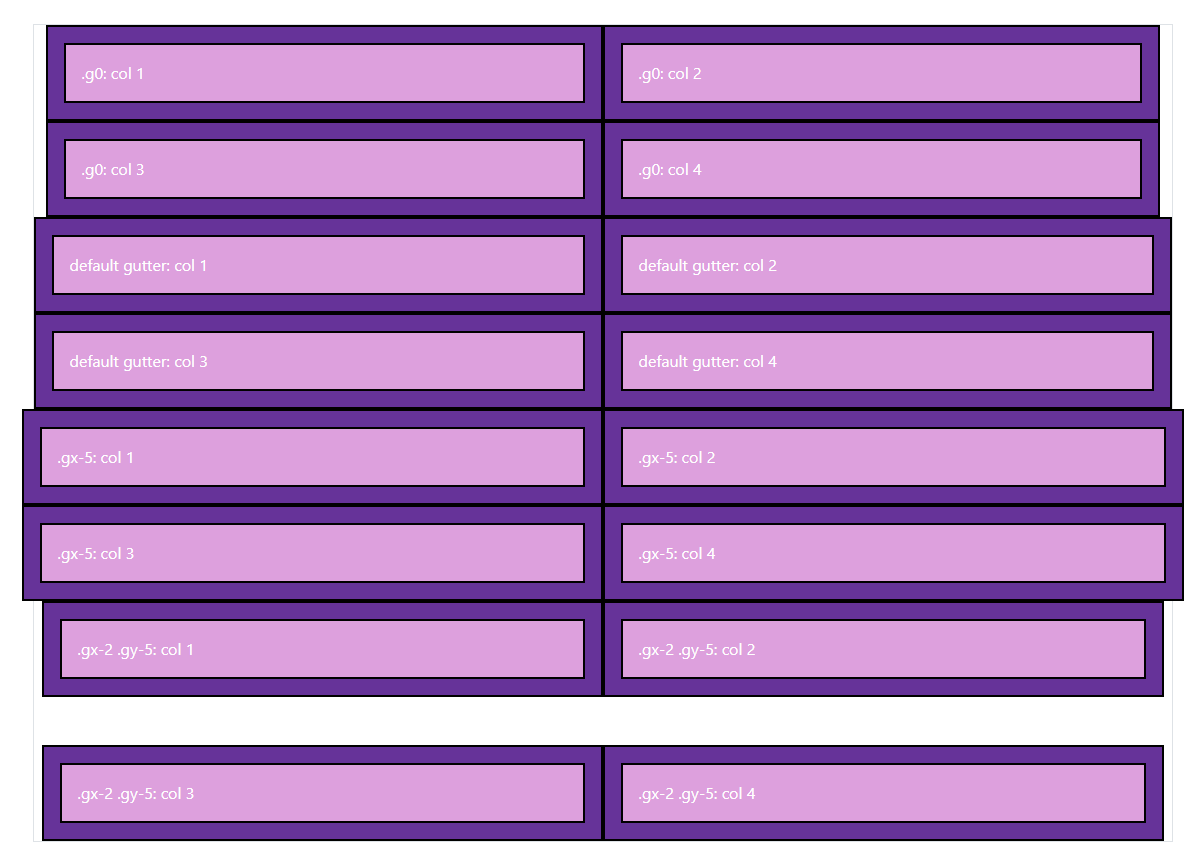 .g0: col 1
.g0: col 2
.g0: col 3
.g0: col 4
default gutter: col 1
default gutter: col 2
default gutter: col 3
default gutter: col 4
.gx-5: col 1
.gx-5: col 2
.gx-5: col 3
.gx-5: col 4
.gx-2 .gy-5: col 1
.gx-2 .gy-5: col 2
.gx-2 .gy-5: col 3
.gx-2 .gy-5: col 4